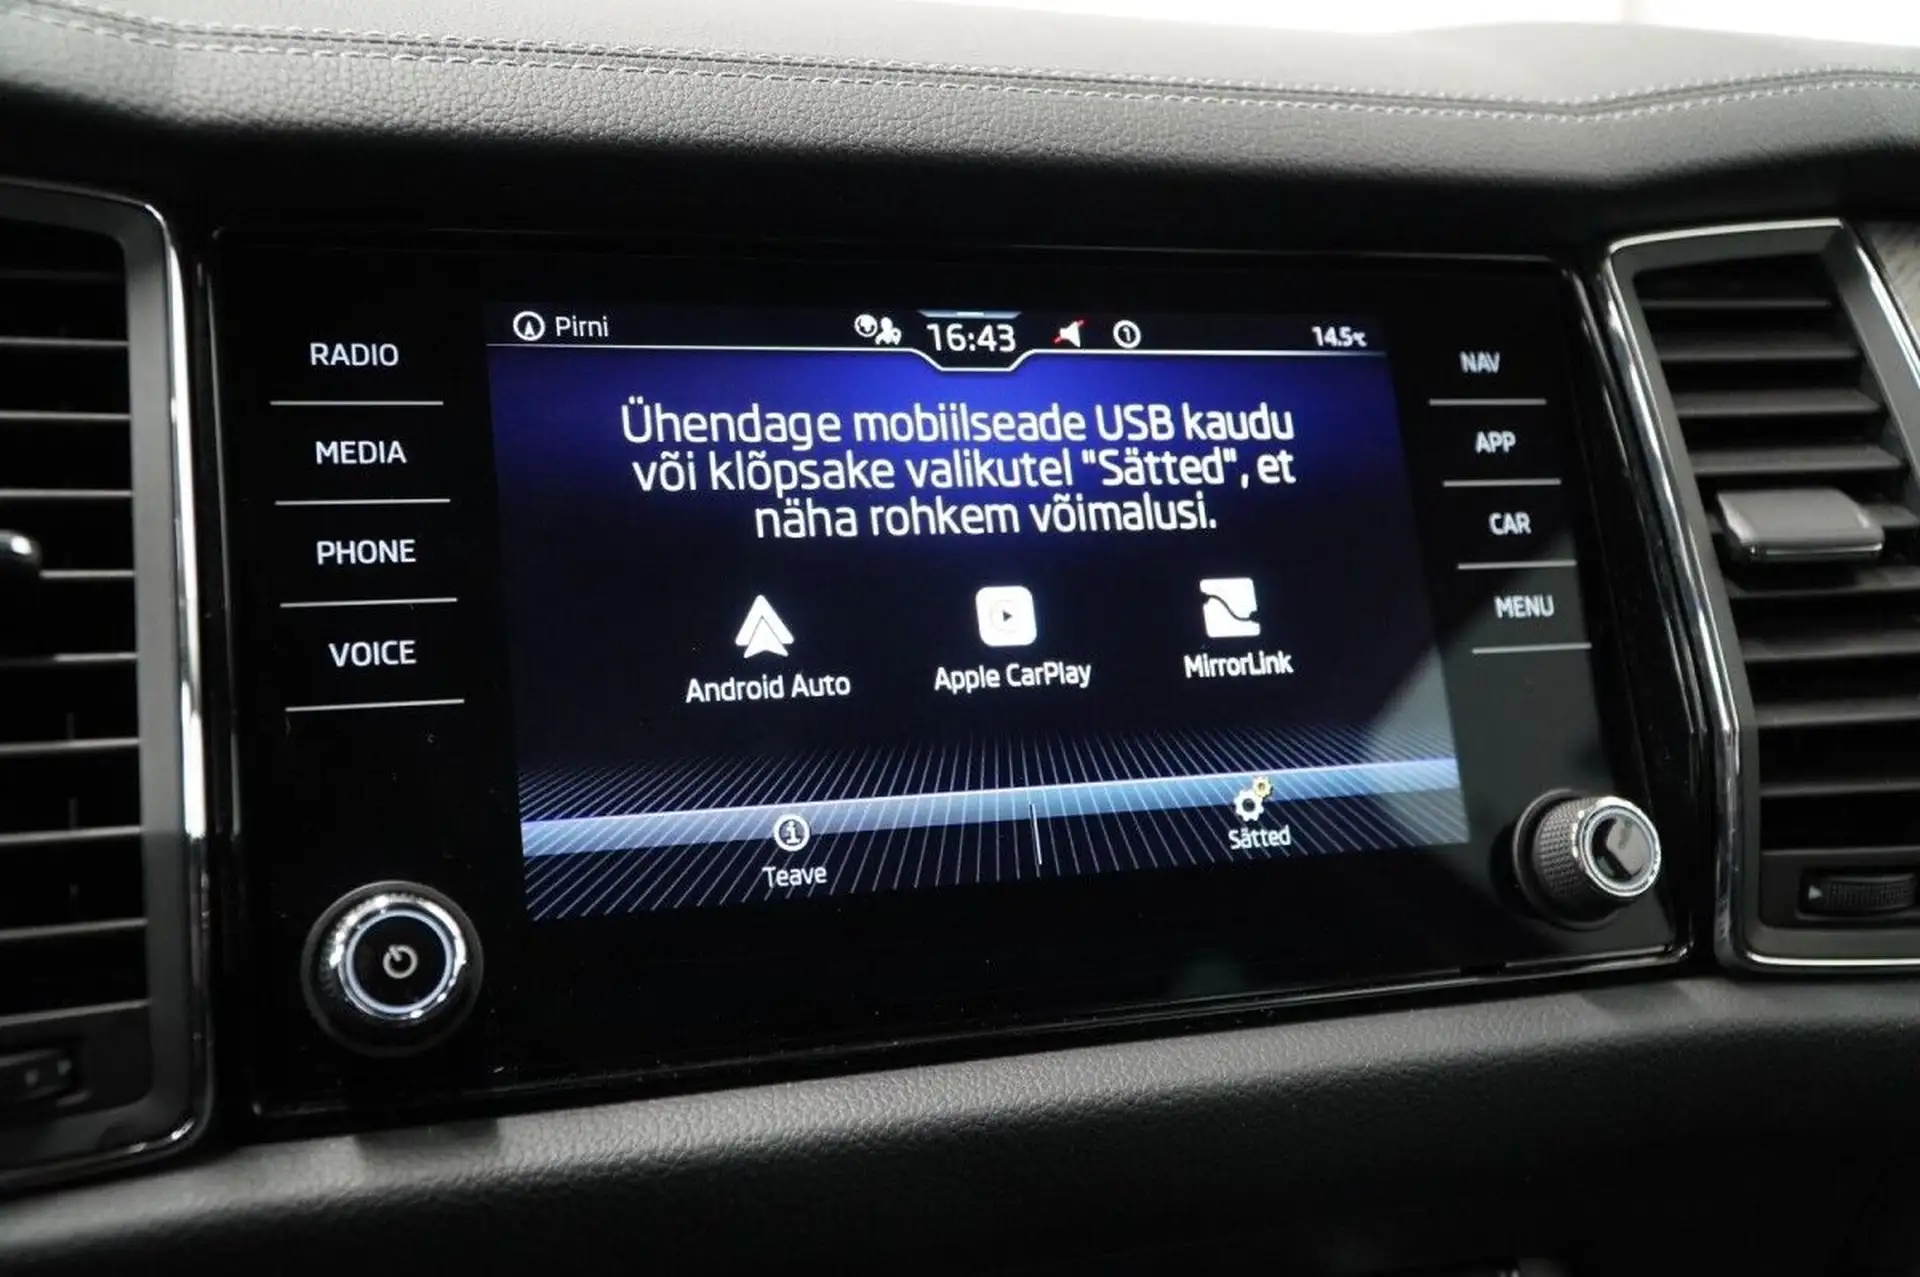 Pirni
16:43
1
14.5°C
RADIO
MEDIA
PHONE
VOICE
Ühendage mobiilseade USB kaudu
või klõpsake valikutel "Sätted", et
näha rohkem võimalusi.
Android Auto
Apple CarPlay
MirrorLink
Teave
Sätted
NAV
APP
CAR
MENU